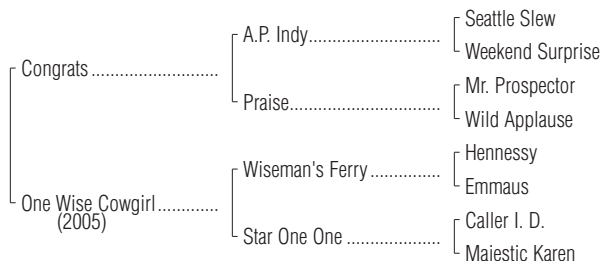 Seattle Slew
A.P. Indy
Weekend Surprise
Congrats
Mr. Prospector
Praise
Wild Applause
Hennessy
Wiseman's Ferry
Emmaus
One Wise Cowgirl
(2005)
Caller I. D.
Star One One
Majestic Karen